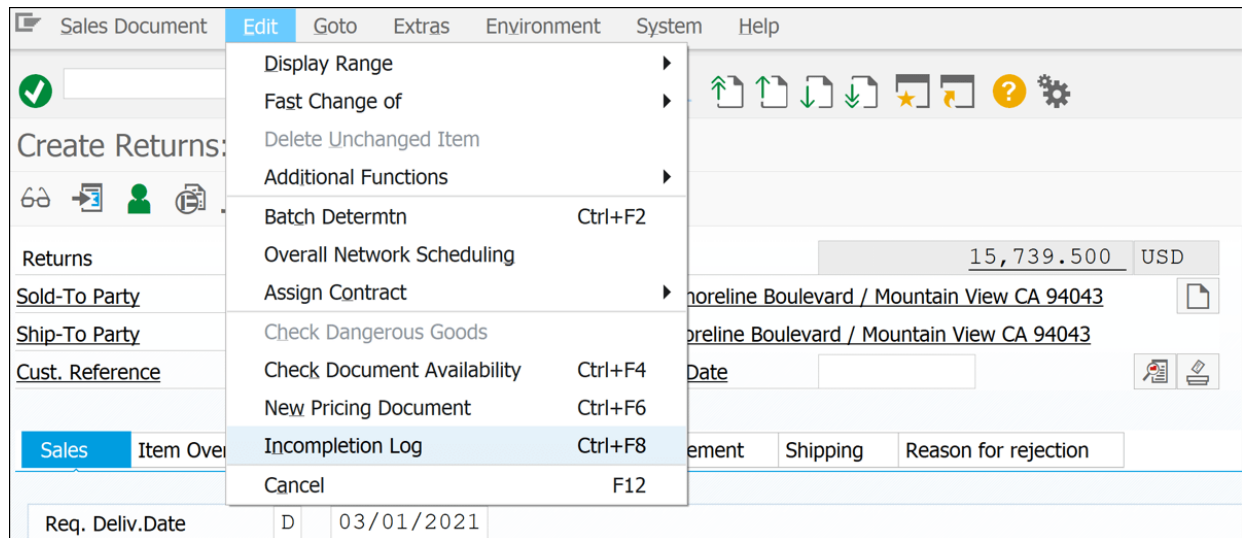 Sales Document Edit Goto Extras Environment System Help
Display Range
Fast Change of
Create Returns:
Delete Unchanged Item
Additional Functions
Batch Determtn Ctrl+F2
Overall Network Scheduling
Returns 15,739.500 USD
Sold-To Party Assign Contract horeline Boulevard / Mountain View CA 94043
Ship-To Party Check Dangerous Goods oreline Boulevard / Mountain View CA 94043
Cust. Reference Check Document Availability Ctrl+F4 Date
New Pricing Document Ctrl+F6
Sales Item Over Incompletion Log Ctrl+F8 ement Shipping Reason for rejection
Cancel F12
Req. Deliv.Date D 03/01/2021